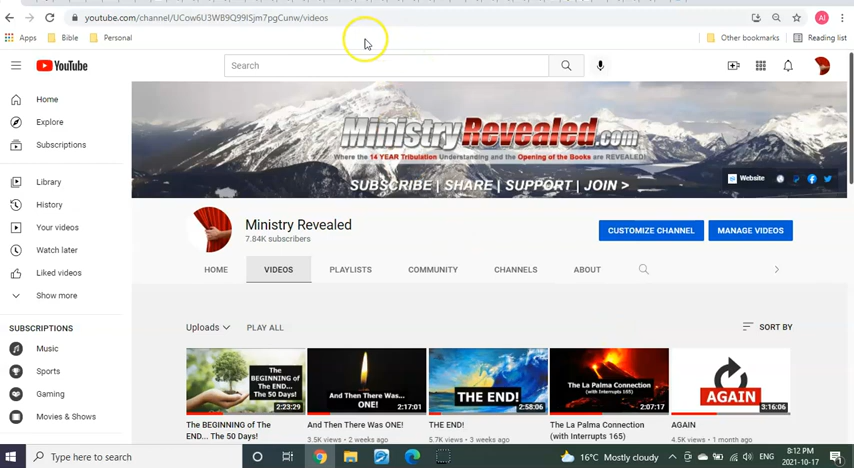 youtube.com/channel/UCow6U3WB9Q99ISjm7pgCunw/videos
AI
Apps Bible Personal Other bookmarks Reading list
YouTube
Search
Home
Explore
Subscriptions
Library
History
Your videos
Watch later
Liked videos
Show more
SUBSCRIPTIONS
Music
Sports
Gaming
Movies & Shows
MinistryRevealed.com
Where the 14 YEAR Tribulation Understanding and the Opening of the Books are REVEALED!
SUBSCRIBE | SHARE | SUPPORT | JOIN >
Website
Ministry Revealed
7.84K subscribers
CUSTOMIZE CHANNEL MANAGE VIDEOS
HOME VIDEOS PLAYLISTS COMMUNITY CHANNELS ABOUT
Uploads PLAY ALL SORT BY
The
BEGINNING
of The END
The 50 Days!
2:23:29
And Then There Was...
ONE!
2:17:01
THE END!
2:58:06
The La Palma Connection
(with Interrupts 165)
2:07:17
AGAIN
3:16:06
The BEGINNING of The
END... The 50 Days!
And Then There Was ONE!
3.5K views • 2 weeks ago
THE END!
5.7K views • 3 weeks ago
The La Palma Connection
(with Interrupts 165)
AGAIN
4.5K views • 1 month ago
Type here to search
16°C Mostly cloudy
ENG
8:12 PM
2021-10-17